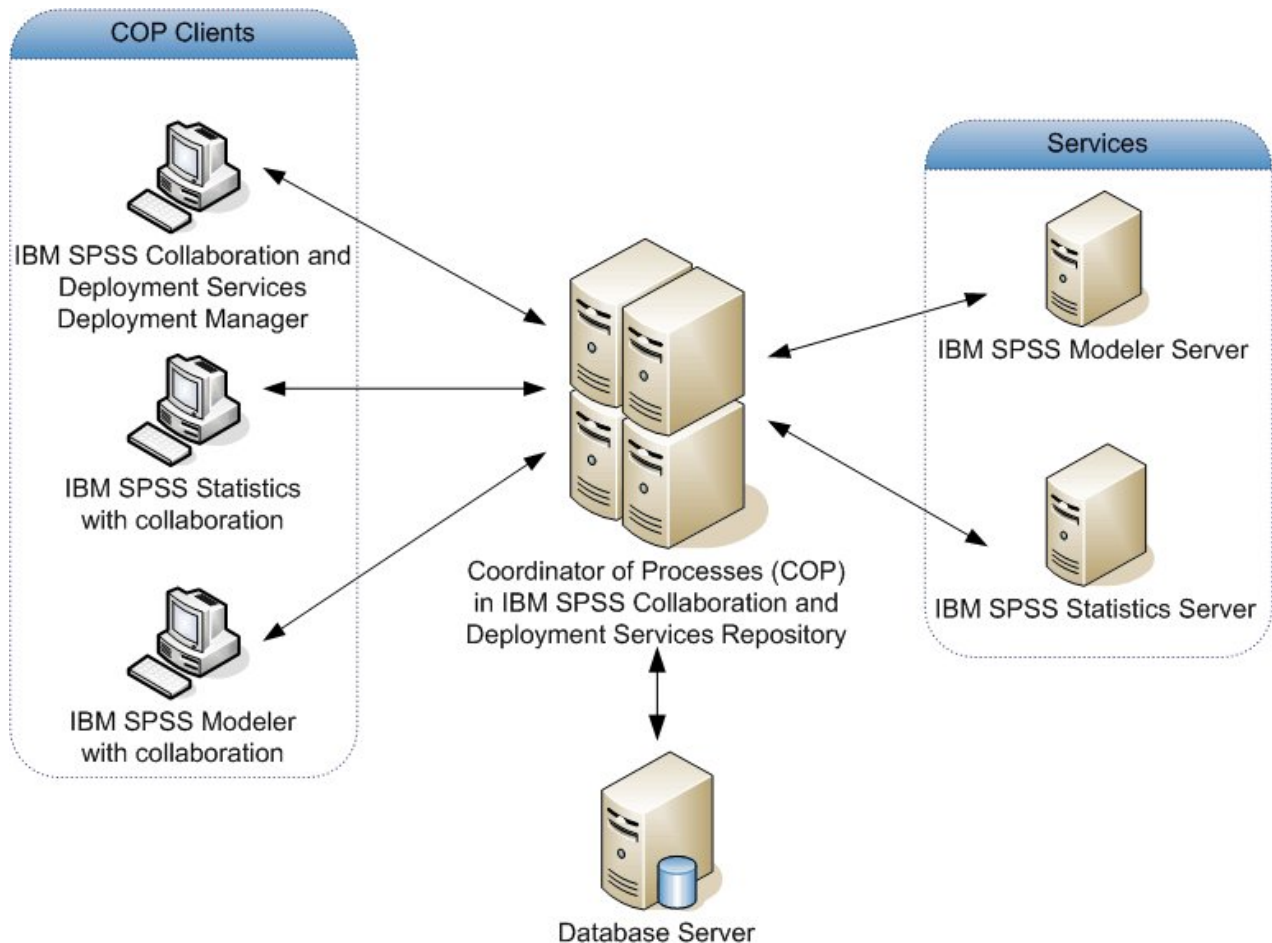 COP Clients
IBM SPSS Collaboration and
Deployment Services
Deployment Manager
IBM SPSS Statistics
with collaboration
IBM SPSS Modeler
with collaboration
Coordinator of Processes (COP)
in IBM SPSS Collaboration and
Deployment Services Repository
Database Server
Services
IBM SPSS Modeler Server
IBM SPSS Statistics Server